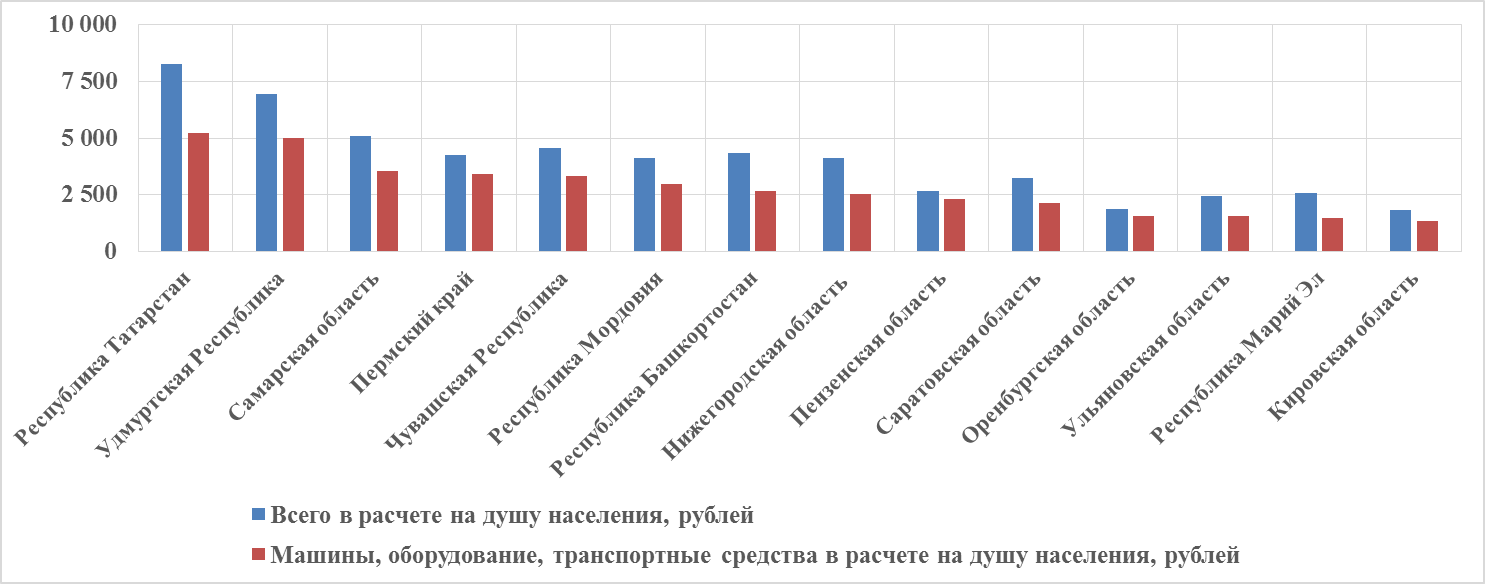 10 000
7 500
5 000
2 500
0
Республика Татарстан
Удмуртская Республика
Самарская область
Пермский край
Чувашская Республика
Республика Мордовия
Республика Башкортостан
Нижегородская область
Пензенская область
Саратовская область
Оренбургская область
Ульяновская область
Республика Марий Эл
Кировская область
Всего в расчете на душу населения, рублей
Машины, оборудование, транспортные средства в расчете на душу населения, рублей